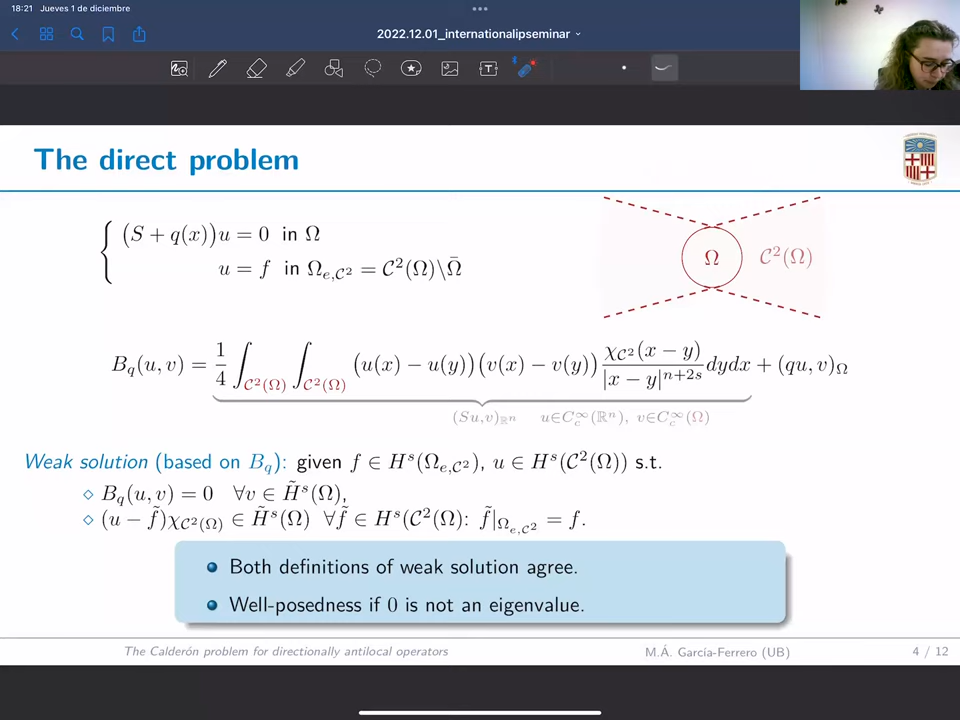 18:21 Jueves 1 de diciembre
2022.12.01_internationalipseminar
The direct problem
(S + q(x))u = 0 in Ω
u = f in Ω_{e,𝒞²} = 𝒞²(Ω)\Ω̄
Ω 𝒞²(Ω)
B_q(u, v) = 1/4 ∫_{𝒞²(Ω)} ∫_{𝒞²(Ω)} (u(x) − u(y))(v(x) − v(y)) χ_{𝒞²}(x − y)/|x − y|^{n+2s} dydx + (qu, v)_Ω
(Su,v)_{ℝⁿ} u∈C_c^∞(ℝⁿ), v∈C_c^∞(Ω)
Weak solution (based on B_q): given f ∈ H^s(Ω_{e,𝒞²}), u ∈ H^s(𝒞²(Ω)) s.t.
⋄ B_q(u, v) = 0 ∀v ∈ H̃^s(Ω),
⋄ (u − f̃)χ_{𝒞²(Ω)} ∈ H̃^s(Ω) ∀f̃ ∈ H^s(𝒞²(Ω): f̃|_{Ω_{e,𝒞²}} = f.
Both definitions of weak solution agree.
Well-posedness if 0 is not an eigenvalue.
The Calderón problem for directionally antilocal operators M.Á. García-Ferrero (UB) 4 / 12